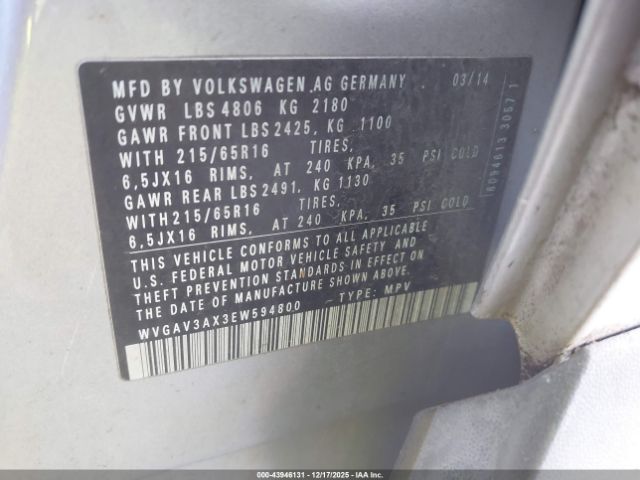 MFD BY VOLKSWAGEN AG GERMANY 03/14
GVWR LBS 4806 KG 2180
GAWR FRONT LBS 2425, KG 1100
WITH 215/65R16 TIRES,
6,5JX16 RIMS, AT 240 KPA, 35 PSI COLD
GAWR REAR LBS 2491, KG 1130
WITH 215/65R16 TIRES,
6,5JX16 RIMS, AT 240 KPA, 35 PSI COLD
THIS VEHICLE CONFORMS TO ALL APPLICABLE
U.S. FEDERAL MOTOR VEHICLE SAFETY AND
THEFT PREVENTION STANDARDS IN EFFECT ON
THE DATE OF MANUFACTURE SHOWN ABOVE.
WVGAV3AX3EW594800 TYPE: MPV
000-43946131 - 12/17/2025 - IAAI.COM